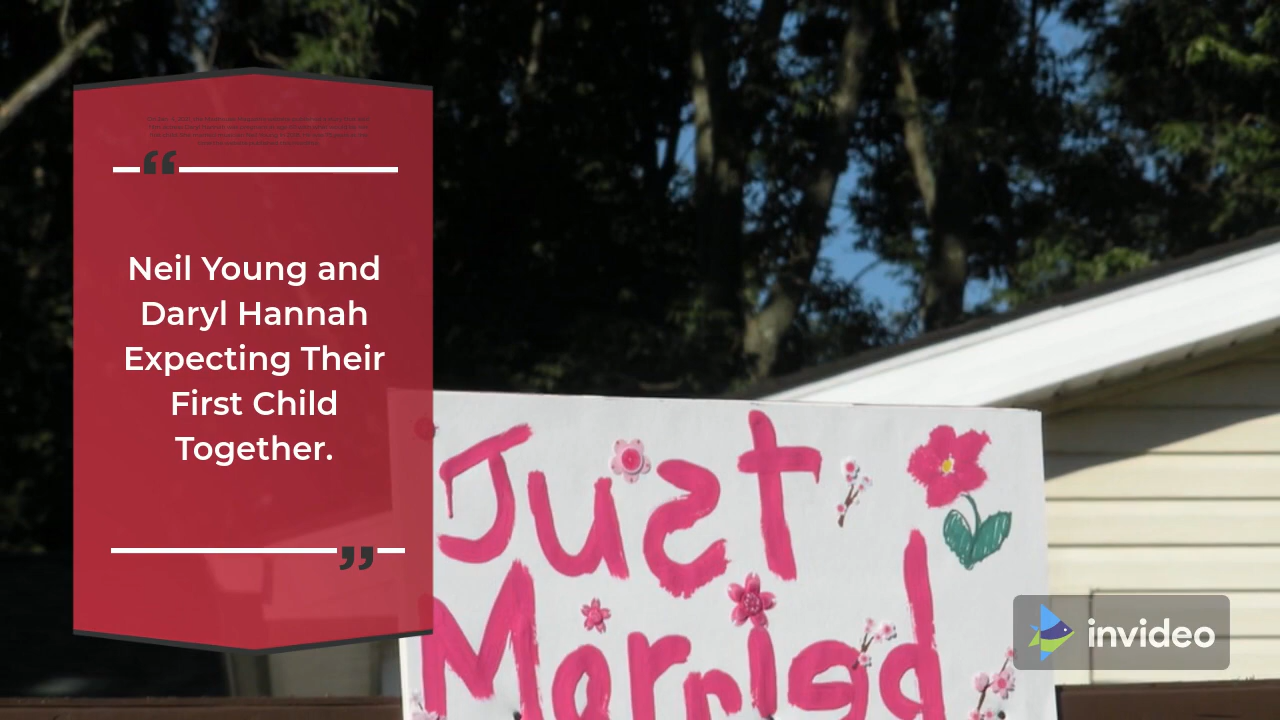 “
Neil Young and
Daryl Hannah
Expecting Their
First Child
Together.
”
Just
Married
invideo